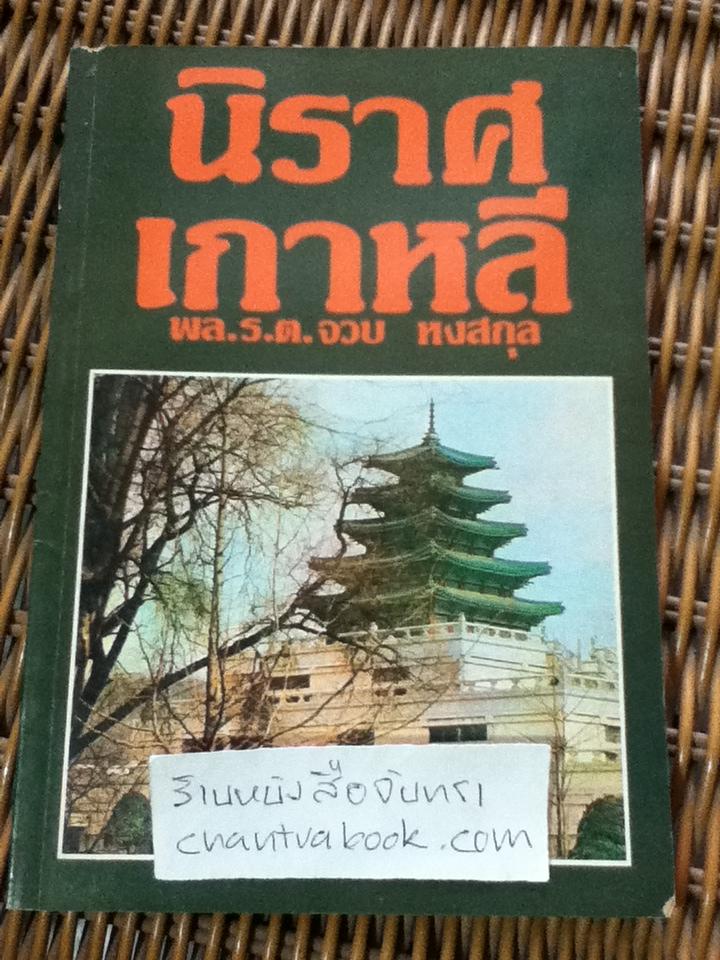 นิราศ
เกาหลี
พล.ร.ต.จวบ หงสกุล
ร้านหนังสือจันทรา
chantrabook.com